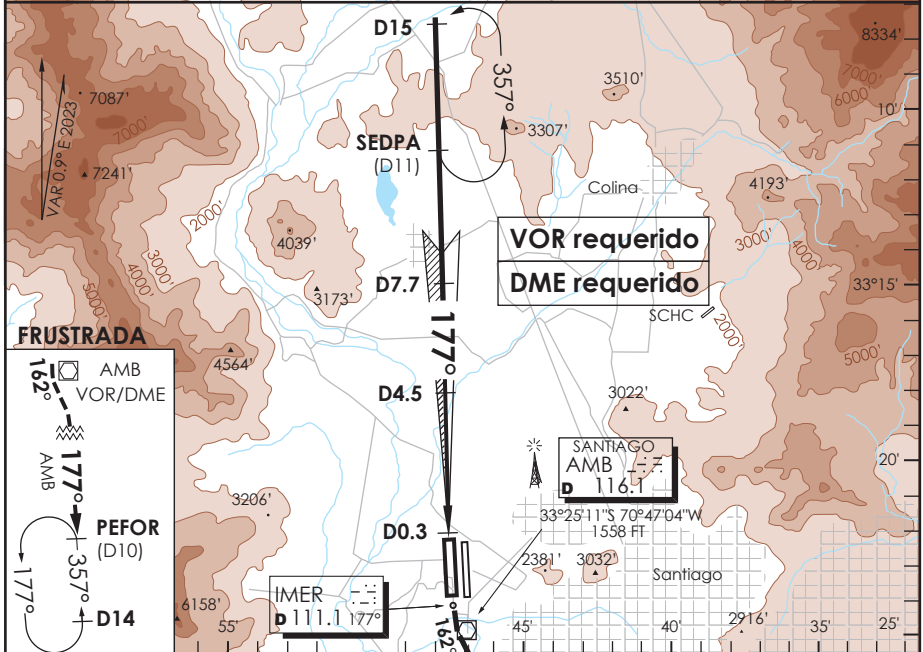 D15
357°
8334'
7000'
6000'
3510'
7087'
10'
7000'
3307'
VAR 0.9° E 2023
SEDPA
(D11)
7241'
Colina
4193'
2000'
VOR requerido
3000'
4039'
3000'
4000'
4000'
D7.7
DME requerido
33°15'
5000'
3173'
SCHC
2000'
177°
FRUSTRADA
4564'
5000'
162°
AMB
VOR/DME
D4.5
3022'
AMB
177°
SANTIAGO
AMB
D 116.1
20'
3206'
33°25'11"S 70°47'04"W
1558 FT
PEFOR
(D10)
D0.3
2381'
3032'
Santiago
177°
357°
IMER
D 111.1 177°
6158'
D14
2916'
162°
55'
45'
40'
35'
25'